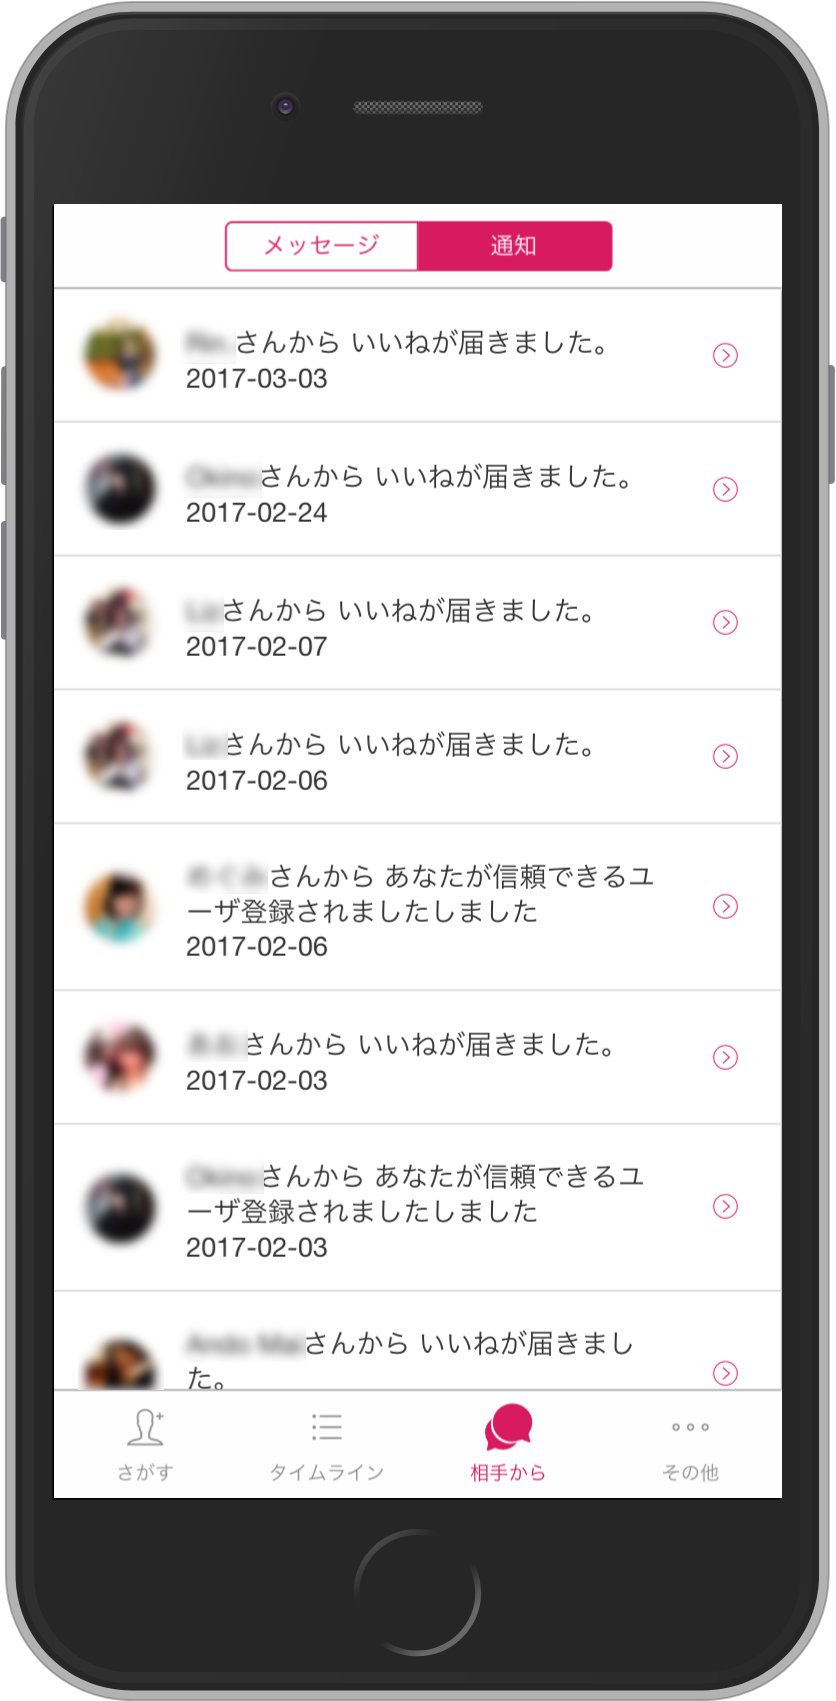 メッセージ
通知
さんから いいねが届きました。
2017-03-03
さんから いいねが届きました。
2017-02-24
さんから いいねが届きました。
2017-02-07
さんから いいねが届きました。
2017-02-06
さんから あなたが信頼できるユ
ーザ登録されましたしました
2017-02-06
さんから いいねが届きました。
2017-02-03
さんから あなたが信頼できるユ
ーザ登録されましたしました
2017-02-03
さんから いいねが届きまし
た。
さがす
タイムライン
相手から
その他